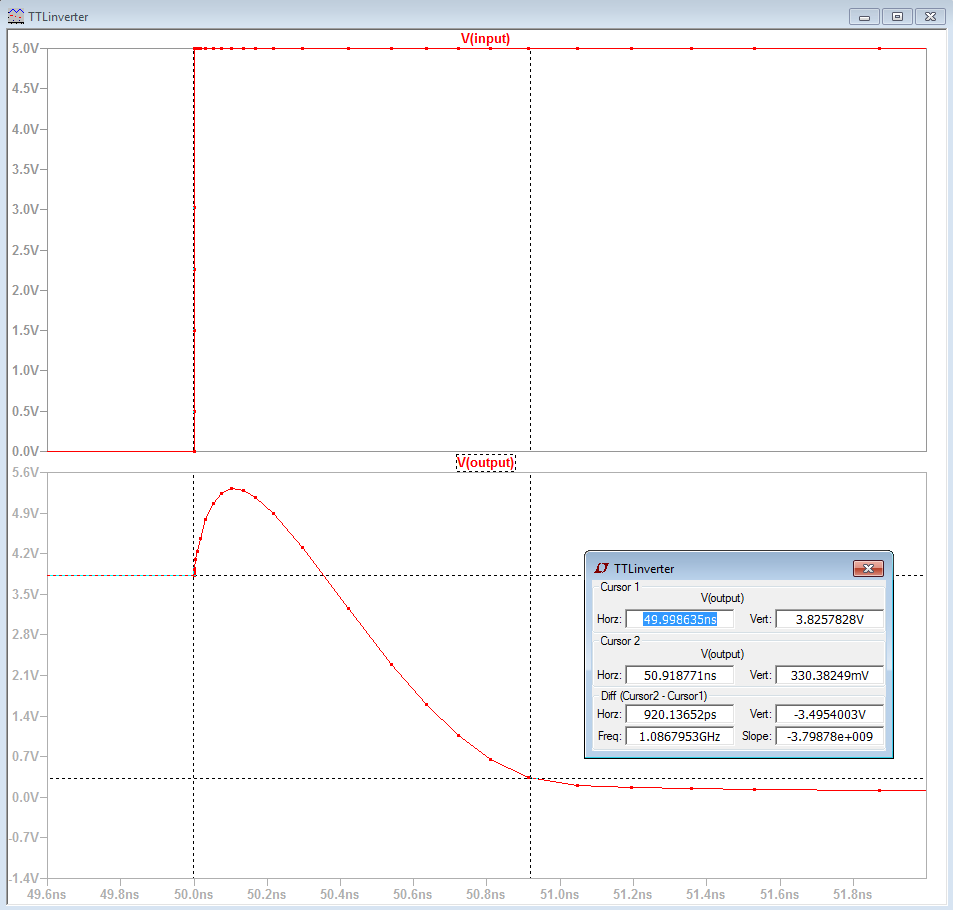 TTLinverter
V(input)
5.0V
4.5V
4.0V
3.5V
3.0V
2.5V
2.0V
1.5V
1.0V
0.5V
0.0V
V(output)
5.6V
4.9V
4.2V
3.5V
2.8V
2.1V
1.4V
0.7V
0.0V
-0.7V
-1.4V
49.6ns 49.8ns 50.0ns 50.2ns 50.4ns 50.6ns 50.8ns 51.0ns 51.2ns 51.4ns 51.6ns 51.8ns
TTLinverter
Cursor 1
V(output)
Horz: 49.998635ns Vert: 3.8257828V
Cursor 2
V(output)
Horz: 50.918771ns Vert: 330.38249mV
Diff (Cursor2 - Cursor1)
Horz: 920.13652ps Vert: -3.4954003V
Freq: 1.0867953GHz Slope: -3.79878e+009